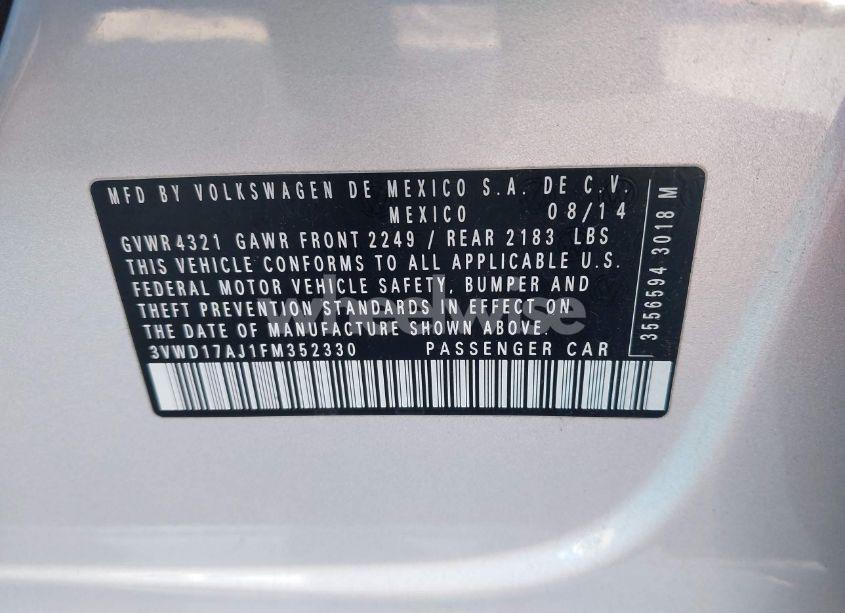 MFD BY VOLKSWAGEN DE MEXICO S.A. DE C.V.
MEXICO 08/14
GVWR 4321 GAWR FRONT 2249 / REAR 2183 LBS
THIS VEHICLE CONFORMS TO ALL APPLICABLE U.S.
FEDERAL MOTOR VEHICLE SAFETY, BUMPER AND
THEFT PREVENTION STANDARDS IN EFFECT ON
THE DATE OF MANUFACTURE SHOWN ABOVE.
3VWD17AJ1FM352330 PASSENGER CAR
3556594 3018 M
wheelwise